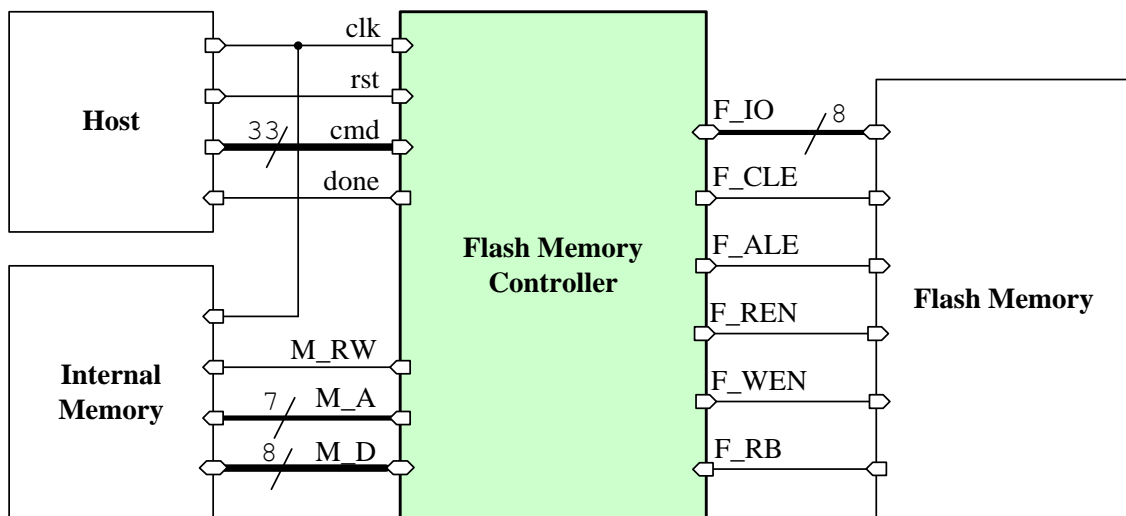 Host
clk
rst
33
cmd
done
Internal
Memory
M_RW
7
M_A
8
M_D
Flash Memory
Controller
F_IO
8
F_CLE
F_ALE
F_REN
F_WEN
F_RB
Flash Memory